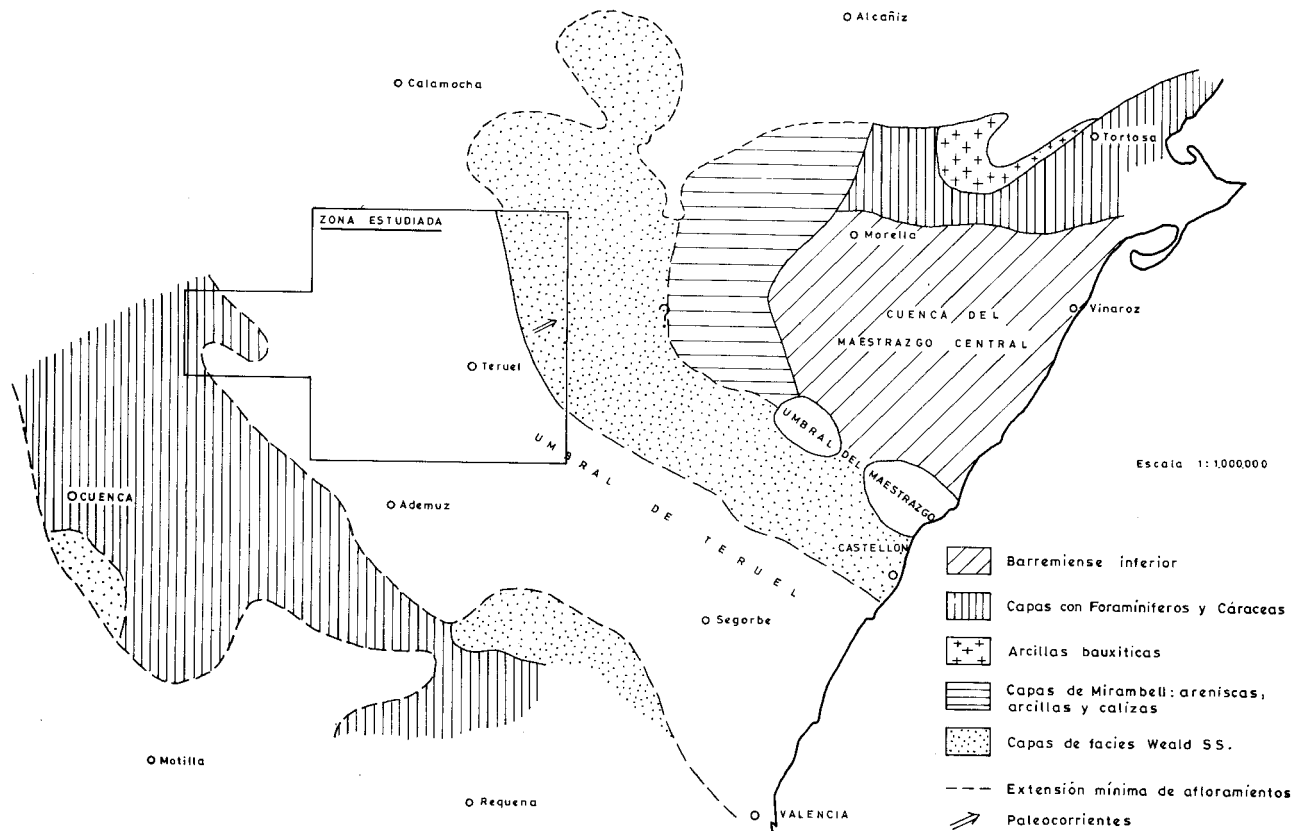 Alcañiz
Calamocha
Tortosa
ZONA ESTUDIADA
Morella
CUENCA DEL
MAESTRAZGO CENTRAL
Vinaroz
Teruel
UMBRAL DEL MAESTRAZGO
UMBRAL DE TERUEL
Escala 1:1,000,000
CUENCA
Ademuz
CASTELLON
Segorbe
Motilla
Requena
VALENCIA
Barremiense inferior
Capas con Foraminiferos y Cáraceas
Arcillas bauxiticas
Capas de Mirambell: areniscas,
arcillas y calizas
Capas de facies Weald SS.
Extensión mínima de afloramientos
Paleocorrientes
?